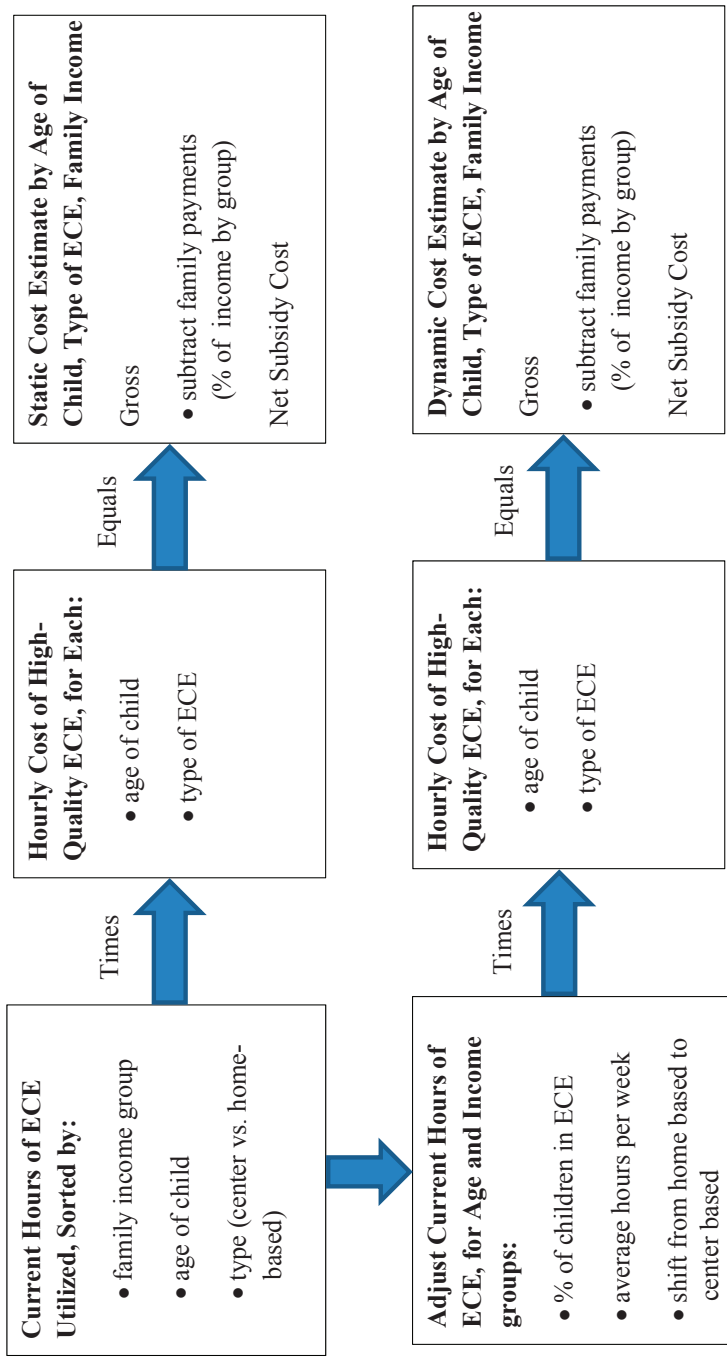 Current Hours of ECE
Utilized, Sorted by:
• family income group
• age of child
• type (center vs. home-
based)
Times
Hourly Cost of High-
Quality ECE, for Each:
• age of child
• type of ECE
Equals
Static Cost Estimate by Age of
Child, Type of ECE, Family Income
Gross
• subtract family payments
(% of income by group)
Net Subsidy Cost
Adjust Current Hours of
ECE, for Age and Income
groups:
• % of children in ECE
• average hours per week
• shift from home based to
center based
Times
Hourly Cost of High-
Quality ECE, for Each:
• age of child
• type of ECE
Equals
Dynamic Cost Estimate by Age of
Child, Type of ECE, Family Income
Gross
• subtract family payments
(% of income by group)
Net Subsidy Cost